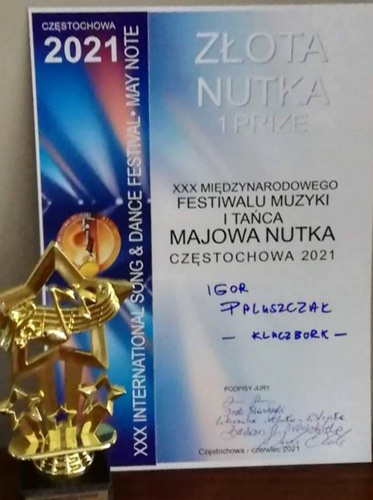 CZĘSTOCHOWA
2021
XXX INTERNATIONAL SONG & DANCE FESTIVAL • MAY NOTE
ZŁOTA
NUTKA
1 PRIZE
XXX MIĘDZYNARODOWEGO
FESTIWALU MUZYKI
I TAŃCA
MAJOWA NUTKA
CZĘSTOCHOWA 2021
IGOR
PALUSZCZAK
— KLUCZBORK —
PODPISY JURY
Częstochowa - czerwiec 2021